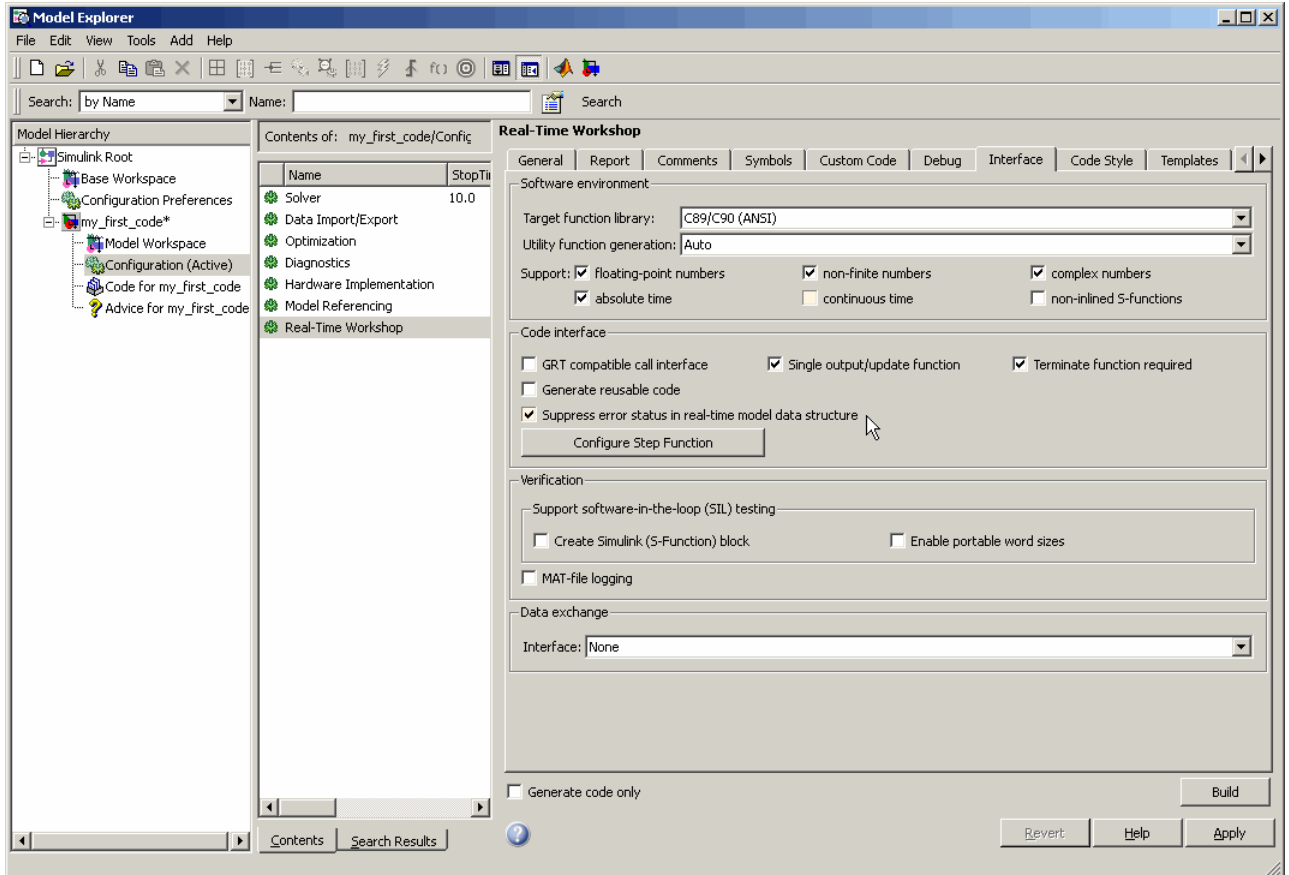 Model Explorer
File Edit View Tools Add Help
Search: by Name Name: Search
Model Hierarchy
Simulink Root
Base Workspace
Configuration Preferences
my_first_code*
Model Workspace
Configuration (Active)
Code for my_first_code
Advice for my_first_code
Contents of: my_first_code/Config
Name StopTi
Solver 10.0
Data Import/Export
Optimization
Diagnostics
Hardware Implementation
Model Referencing
Real-Time Workshop
Contents Search Results
Real-Time Workshop
General Report Comments Symbols Custom Code Debug Interface Code Style Templates
Software environment
Target function library: C89/C90 (ANSI)
Utility function generation: Auto
Support: floating-point numbers non-finite numbers complex numbers
absolute time continuous time non-inlined S-functions
Code interface
GRT compatible call interface Single output/update function Terminate function required
Generate reusable code
Suppress error status in real-time model data structure
Configure Step Function
Verification
Support software-in-the-loop (SIL) testing
Create Simulink (S-Function) block Enable portable word sizes
MAT-file logging
Data exchange
Interface: None
Generate code only Build
Revert Help Apply